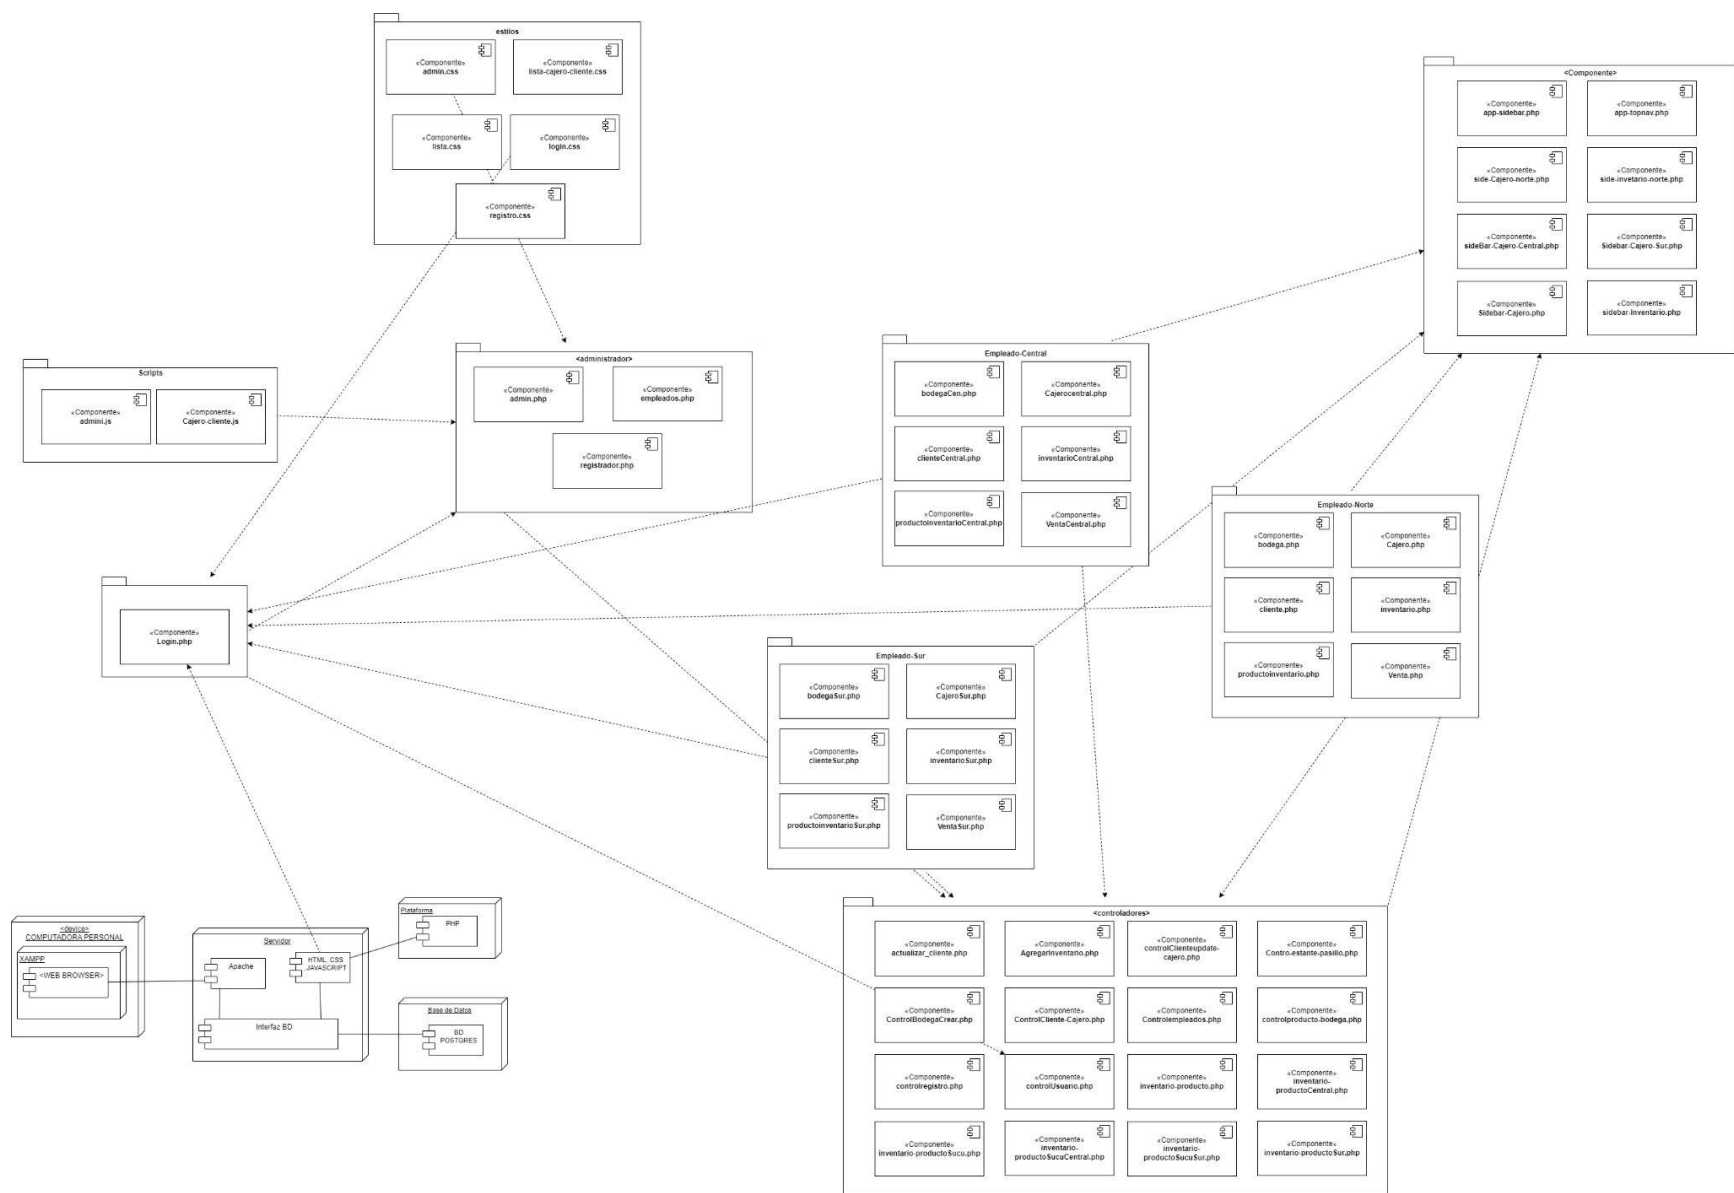 estilos
«Componente»
admin.css
«Componente»
lista-cajero-cliente.css
«Componente»
lista.css
«Componente»
login.css
«Componente»
registro.css
<Componente>
«Componente»
app-sidebar.php
«Componente»
app-topnav.php
«Componente»
side-Cajero-norte.php
«Componente»
side-invetario-norte.php
«Componente»
sideBar-Cajero-Central.php
«Componente»
Sidebar-Cajero-Sur.php
«Componente»
Sidebar-Cajero.php
«Componente»
sidebar-Inventario.php
Scripts
«Componente»
admini.js
«Componente»
Cajero-cliente.js
<administrador>
«Componente»
admin.php
«Componente»
empleados.php
«Componente»
registrador.php
Empleado-Central
«Componente»
bodegaCen.php
«Componente»
Cajerocentral.php
«Componente»
clienteCentral.php
«Componente»
inventarioCentral.php
«Componente»
productoinventarioCentral.php
«Componente»
VentaCentral.php
Empleado-Norte
«Componente»
bodega.php
«Componente»
Cajero.php
«Componente»
cliente.php
«Componente»
inventario.php
«Componente»
productoinventario.php
«Componente»
Venta.php
«Componente»
Login.php
Empleado-Sur
«Componente»
bodegaSur.php
«Componente»
CajeroSur.php
«Componente»
clienteSur.php
«Componente»
inventarioSur.php
«Componente»
productoinventarioSur.php
«Componente»
VentaSur.php
<device>
COMPUTADORA PERSONAL
XAMPP
<WEB BROWSER>
Servidor
Apache
HTML, CSS
JAVASCRIPT
Interfaz BD
Plataforma
PHP
Base de Datos
BD
POSTGRES
<controladores>
«Componente»
actualizar_cliente.php
«Componente»
AgregarInventario.php
«Componente»
controlClienteupdate-
cajero.php
«Componente»
Contro-estante-pasillo.php
«Componente»
ControlBodegaCrear.php
«Componente»
ControlCliente-Cajero.php
«Componente»
Controlempleados.php
«Componente»
controlproducto-bodega.php
«Componente»
controlregistro.php
«Componente»
controlUsuario.php
«Componente»
inventario-producto.php
«Componente»
inventario-
productoCentral.php
«Componente»
inventario-productoSucu.php
«Componente»
inventario-
productoSucuCentral.php
«Componente»
inventario-
productoSucuSur.php
«Componente»
inventario-productoSur.php